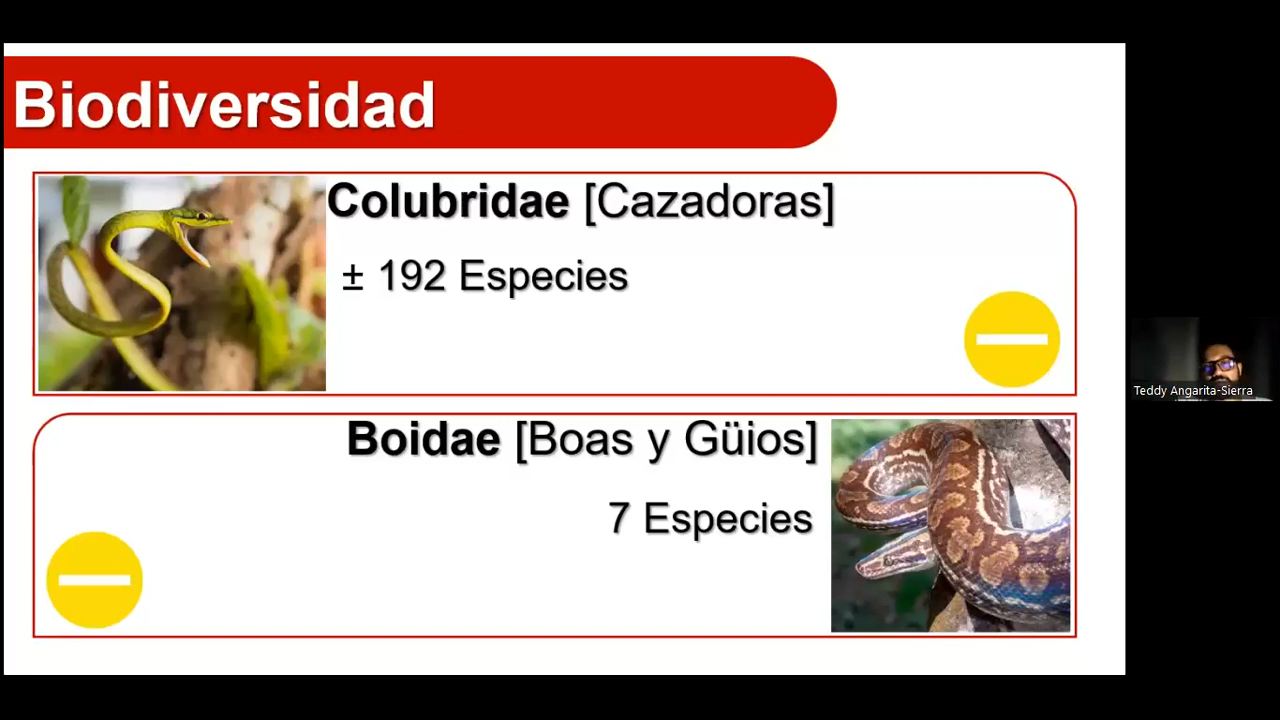 Biodiversidad
Colubridae [Cazadoras]
± 192 Especies
Boidae [Boas y Güios]
7 Especies
Teddy Angarita-Sierra